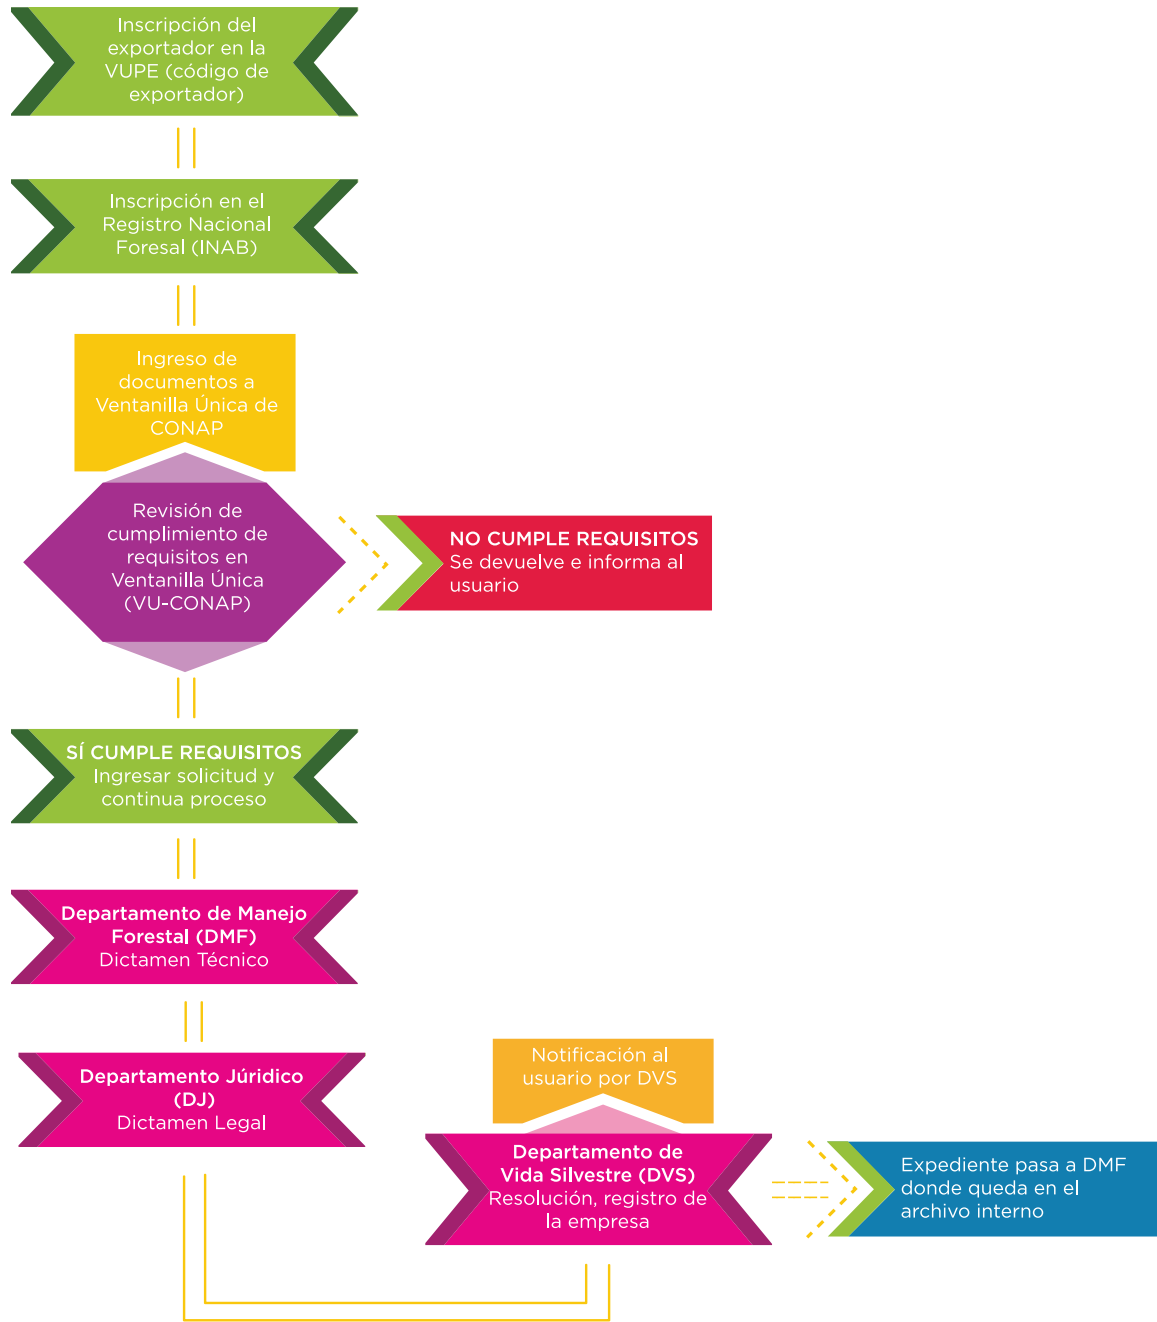 Inscripción del
exportador en la
VUPE (código de
exportador)
Inscripción en el
Registro Nacional
Foresal (INAB)
Ingreso de
documentos a
Ventanilla Única de
CONAP
Revisión de
cumplimiento de
requisitos en
Ventanilla Única
(VU-CONAP)
NO CUMPLE REQUISITOS
Se devuelve e informa al
usuario
SÍ CUMPLE REQUISITOS
Ingresar solicitud y
continua proceso
Departamento de Manejo
Forestal (DMF)
Dictamen Técnico
Departamento Júridico
(DJ)
Dictamen Legal
Notificación al
usuario por DVS
Departamento de
Vida Silvestre (DVS)
Resolución, registro de
la empresa
Expediente pasa a DMF
donde queda en el
archivo interno